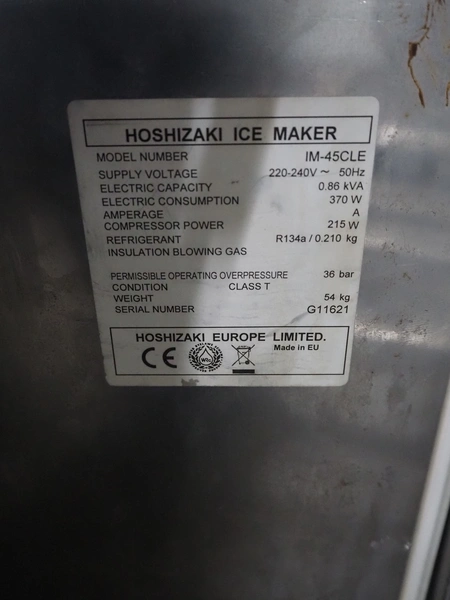 HOSHIZAKI ICE MAKER
MODEL NUMBER IM-45CLE
SUPPLY VOLTAGE 220-240V ~ 50Hz
ELECTRIC CAPACITY 0.86 kVA
ELECTRIC CONSUMPTION 370 W
AMPERAGE A
COMPRESSOR POWER 215 W
REFRIGERANT R134a / 0.210 kg
INSULATION BLOWING GAS
PERMISSIBLE OPERATING OVERPRESSURE 36 bar
CONDITION CLASS T
WEIGHT 54 kg
SERIAL NUMBER G11621
HOSHIZAKI EUROPE LIMITED.
Made in EU
CE